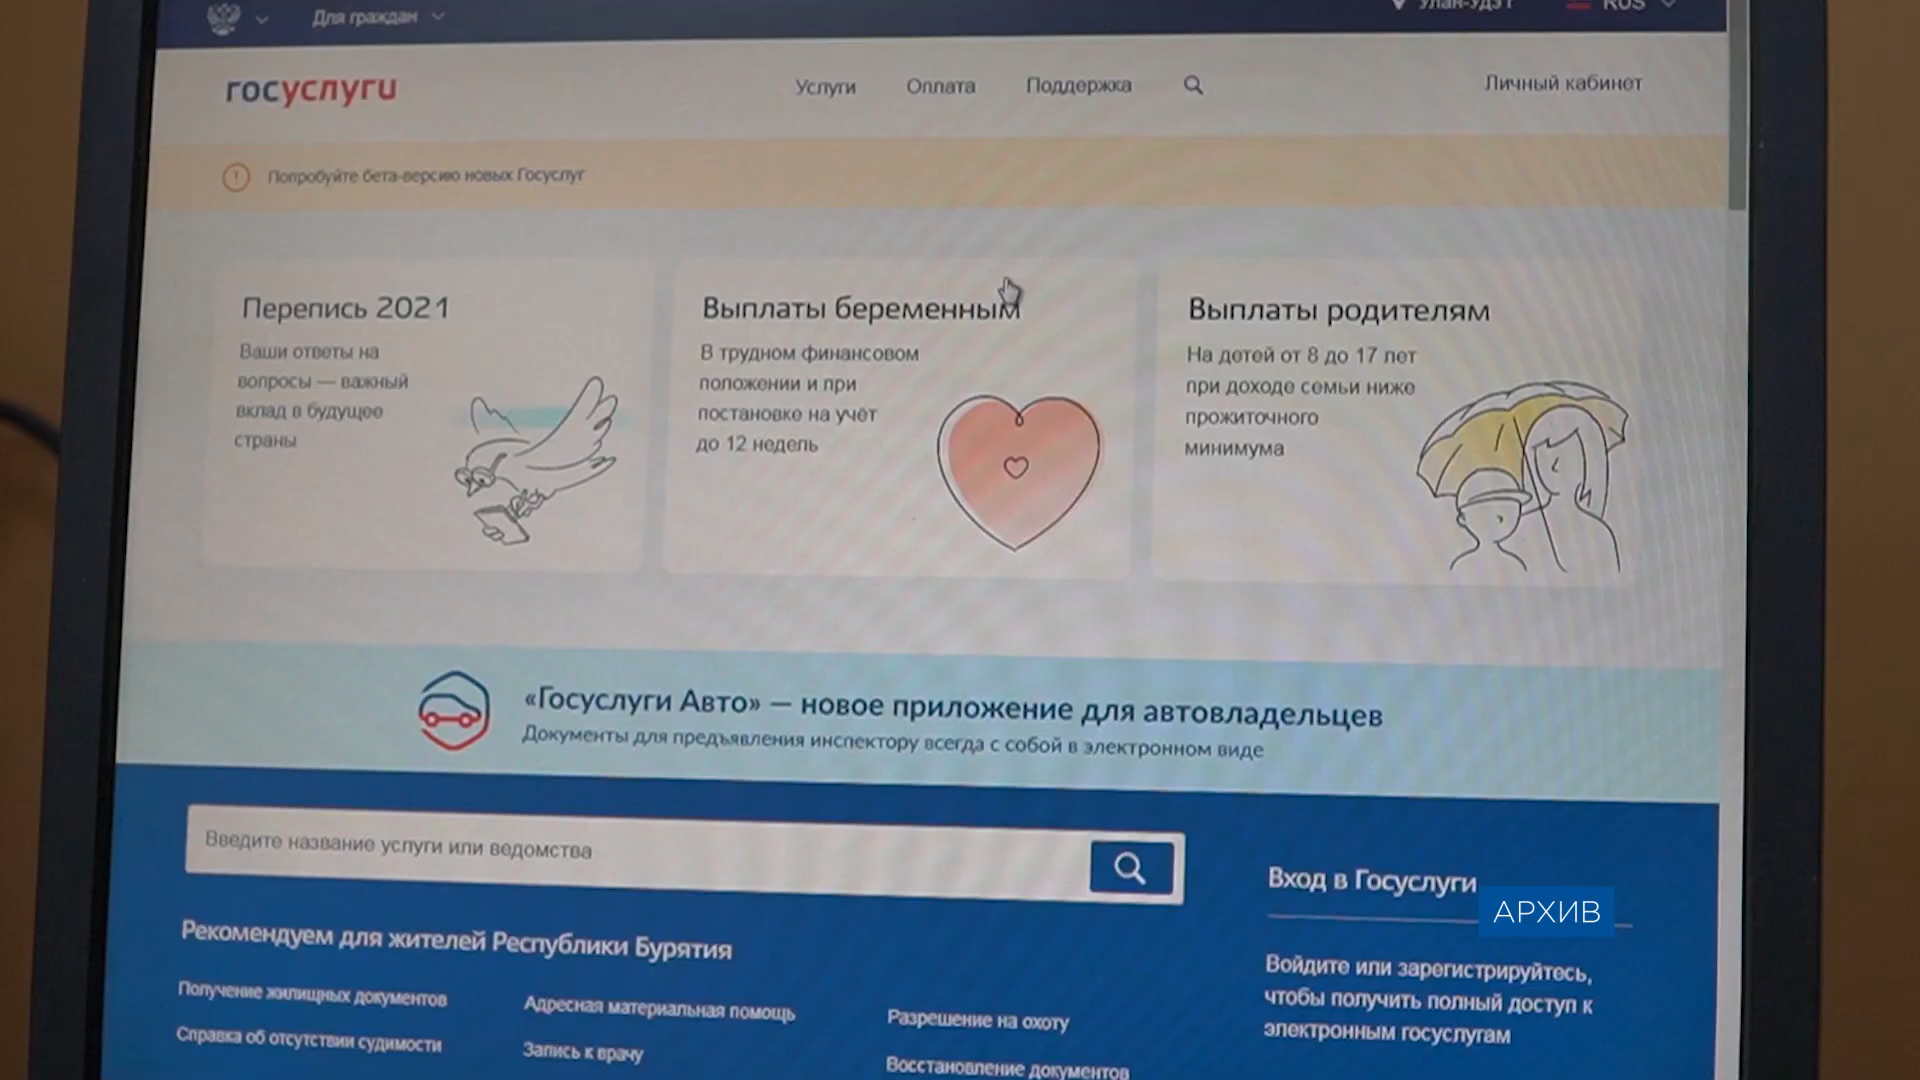 Для граждан
Улан-Удэ г
RUS
госуслуги
Услуги
Оплата
Поддержка
Личный кабинет
Попробуйте бета-версию новых Госуслуг
Перепись 2021
Ваши ответы на
вопросы — важный
вклад в будущее
страны
Выплаты беременным
В трудном финансовом
положении и при
постановке на учёт
до 12 недель
Выплаты родителям
На детей от 8 до 17 лет
при доходе семьи ниже
прожиточного
минимума
«Госуслуги Авто» — новое приложение для автовладельцев
Документы для предъявления инспектору всегда с собой в электронном виде
Введите название услуги или ведомства
Рекомендуем для жителей Республики Бурятия
Получение жилищных документов
Справка об отсутствии судимости
Адресная материальная помощь
Запись к врачу
Разрешение на охоту
Восстановление документов
Вход в Госуслуги
АРХИВ
Войдите или зарегистрируйтесь,
чтобы получить полный доступ к
электронным госуслугам